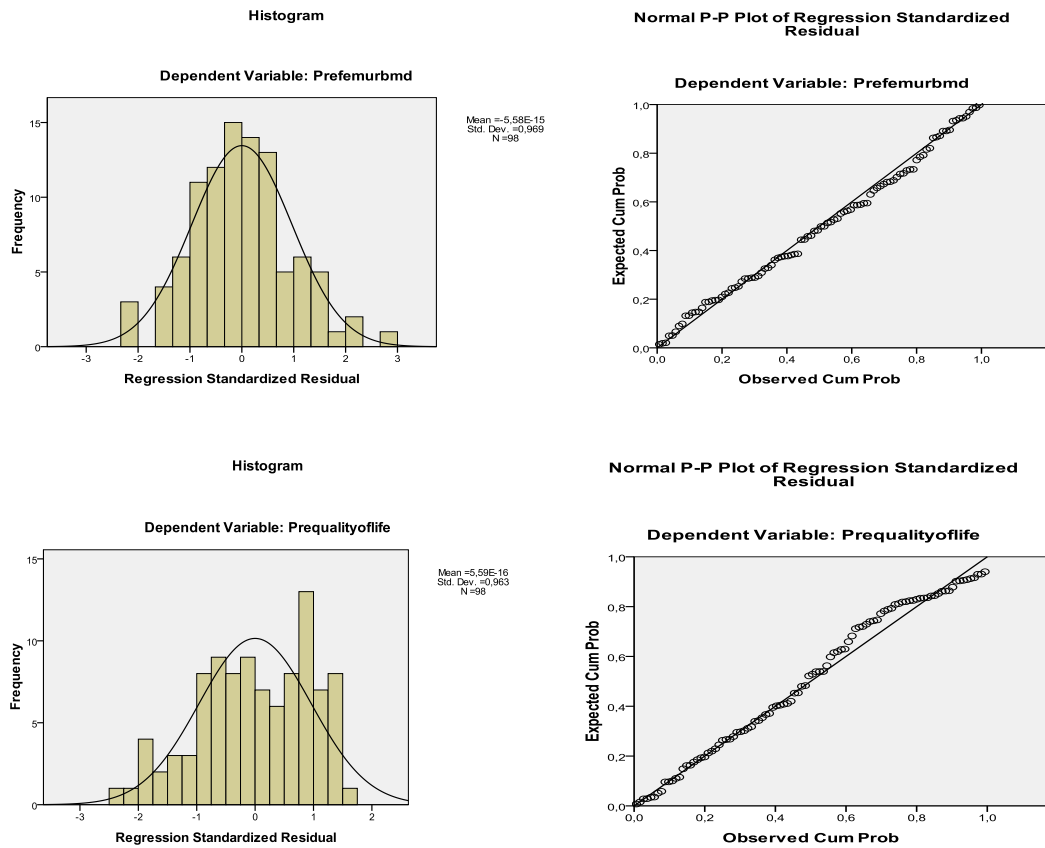 Histogram
Dependent Variable: Prefemurbmd
Mean =-5,58E-15
Std. Dev. =0,969
N =98
Frequency
15
10
5
0
-3 -2 -1 0 1 2 3
Regression Standardized Residual
Normal P-P Plot of Regression Standardized
Residual
Dependent Variable: Prefemurbmd
Expected Cum Prob
1,0
0,8
0,6
0,4
0,2
0,0
0,0 0,2 0,4 0,6 0,8 1,0
Observed Cum Prob
Histogram
Dependent Variable: Prequalityoflife
Mean =5,59E-16
Std. Dev. =0,963
N =98
Frequency
15
10
5
0
-3 -2 -1 0 1 2
Regression Standardized Residual
Normal P-P Plot of Regression Standardized
Residual
Dependent Variable: Prequalityoflife
Expected Cum Prob
1,0
0,8
0,6
0,4
0,2
0,0
0,0 0,2 0,4 0,6 0,8 1,0
Observed Cum Prob